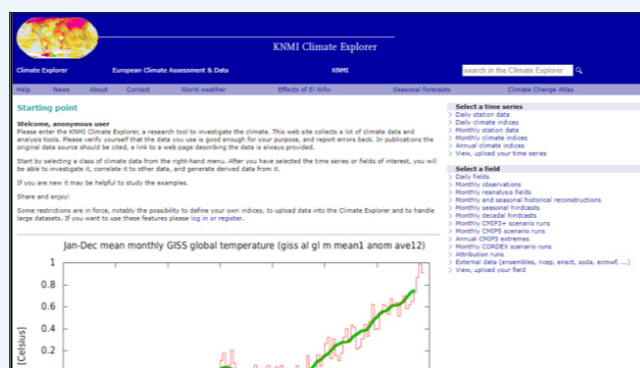 KNMI Climate Explorer
Climate Explorer European Climate Assessment & Data KNMI search in the Climate Explorer
Help News About Contact World weather Effects of El Niño Seasonal forecasts Climate Change Atlas
Starting point
Welcome, anonymous user
Please enter the KNMI Climate Explorer, a research tool to investigate the climate. This web site collects a lot of climate data and
analysis tools. Please verify yourself that the data you use is good enough for your purpose, and report errors back. In publications the
original data source should be cited, a link to a web page describing the data is always provided.
Start by selecting a class of climate data from the right-hand menu. After you have selected the time series or fields of interest, you will
be able to investigate it, correlate it to other data, and generate derived data from it.
If you are new it may be helpful to study the examples.
Share and enjoy!
Some restrictions are in force, notably the possibility to define your own indices, to upload data into the Climate Explorer and to handle
large datasets. If you want to use these features please log in or register.
Jan-Dec mean monthly GISS global temperature (giss al gl m mean1 anom ave12)
1
0.8
0.6
0.4
0.2
[Celsius]
Select a time series
Daily station data
Daily climate indices
Monthly station data
Monthly climate indices
Annual climate indices
View, upload your time series
Select a field
Daily fields
Monthly observations
Monthly reanalysis fields
Monthly and seasonal historical reconstructions
Monthly seasonal hindcasts
Monthly decadal hindcasts
Monthly CMIP3+ scenario runs
Monthly CMIP5 scenario runs
Annual CMIP5 extremes
Monthly CORDEX scenario runs
Attribution runs
External data (ensembles, ncep, enact, soda, ecmwf, ...)
View, upload your field